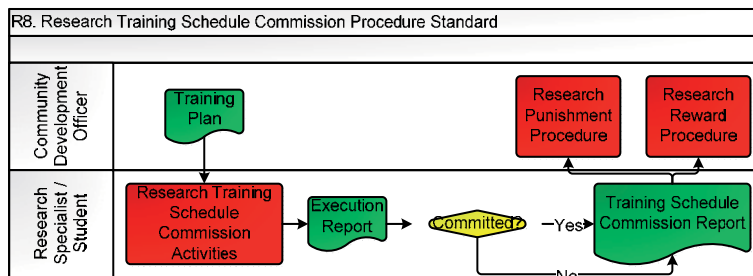 R8. Research Training Schedule Commission Procedure Standard
Community
Development
Officer
Training
Plan
Research
Punishment
Procedure
Research
Reward
Procedure
Research
Specialist /
Student
Research Training
Schedule
Commission
Activities
Execution
Report
Committed?
Yes
Training Schedule
Commission Report
No